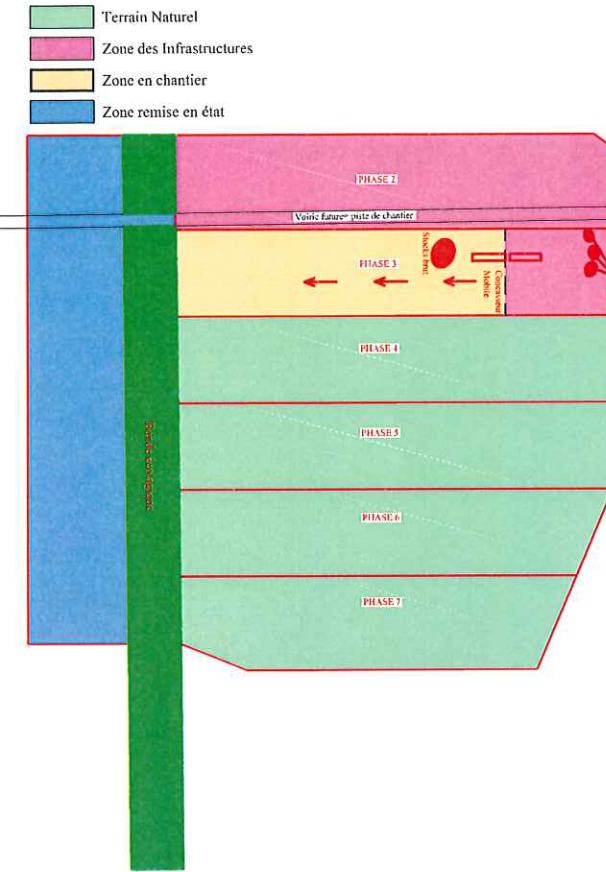 Terrain Naturel
Zone des Infrastructures
Zone en chantier
Zone remise en état
PHASE 2
Voirie future= piste de chantier
PHASE 3
Stocks brut
Concasseur
Mobile
PHASE 4
PHASE 5
PHASE 6
PHASE 7